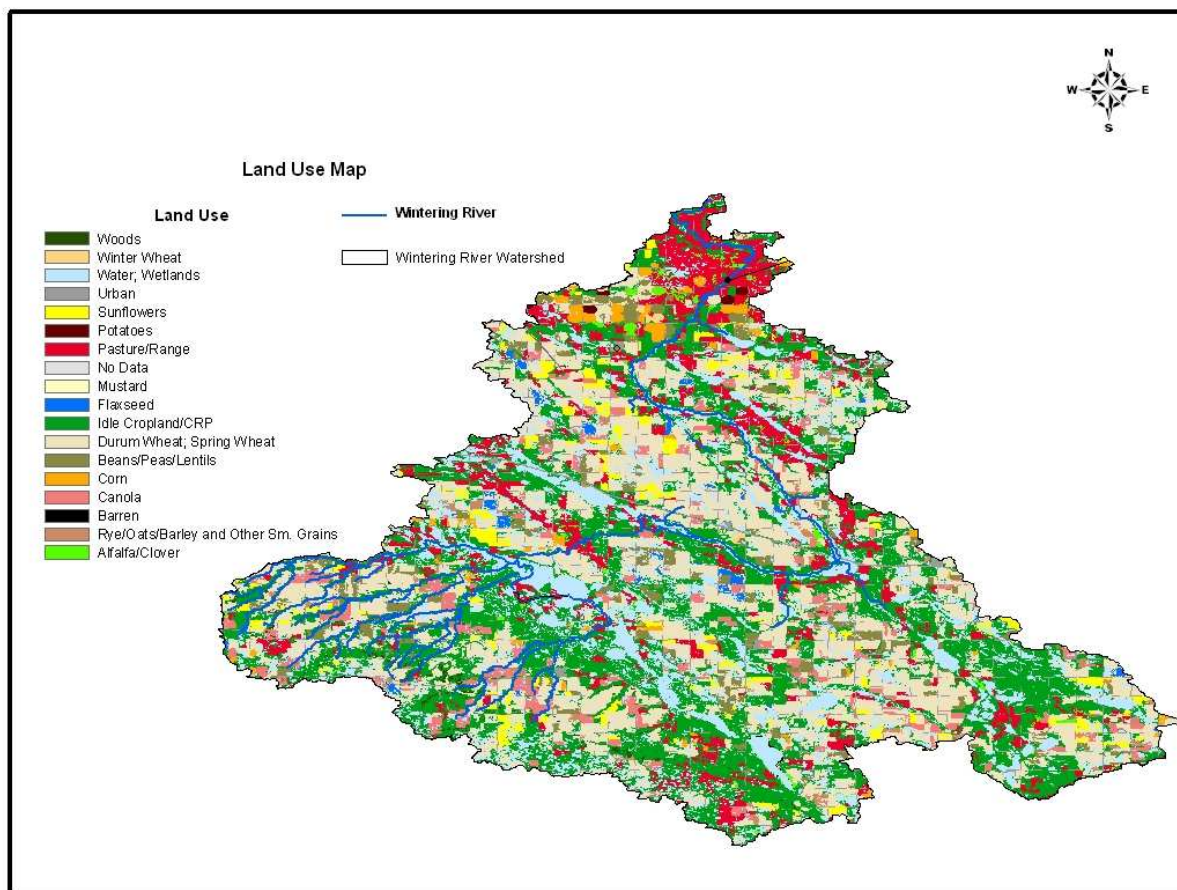 N
W E
S
Land Use Map
Land Use
Woods
Winter Wheat
Water; Wetlands
Urban
Sunflowers
Potatoes
Pasture/Range
No Data
Mustard
Flaxseed
Idle Cropland/CRP
Durum Wheat; Spring Wheat
Beans/Peas/Lentils
Corn
Canola
Barren
Rye/Oats/Barley and Other Sm. Grains
Alfalfa/Clover
Wintering River
Wintering River Watershed